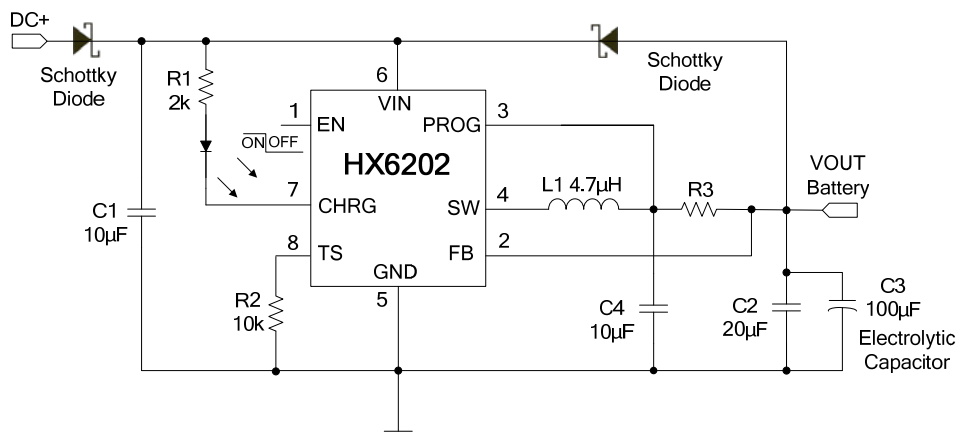 DC+
Schottky
Diode
R1
2k
6
VIN
Schottky
Diode
1
EN
PROG
3
ON OFF
HX6202
7
CHRG
SW
4
L1 4.7µH
R3
VOUT
Battery
C1
10µF
8
TS
FB
2
GND
5
R2
10k
C4
10µF
C2
20µF
C3
100µF
Electrolytic
Capacitor